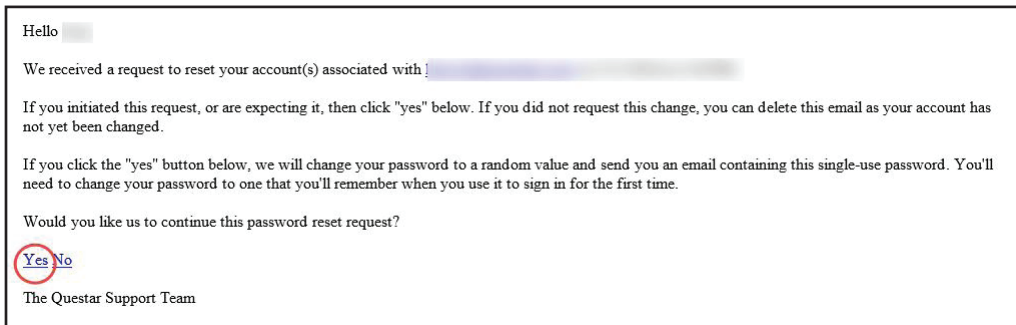 Hello
We received a request to reset your account(s) associated with
If you initiated this request, or are expecting it, then click "yes" below. If you did not request this change, you can delete this email as your account has
not yet been changed.
If you click the "yes" button below, we will change your password to a random value and send you an email containing this single-use password. You'll
need to change your password to one that you'll remember when you use it to sign in for the first time.
Would you like us to continue this password reset request?
Yes No
The Questar Support Team